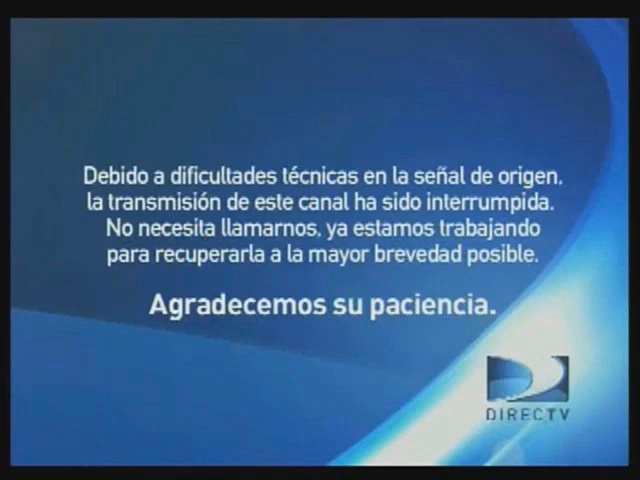 Debido a dificultades técnicas en la señal de origen,
la transmisión de este canal ha sido interrumpida.
No necesita llamarnos, ya estamos trabajando
para recuperarla a la mayor brevedad posible.
Agradecemos su paciencia.
DIRECTV